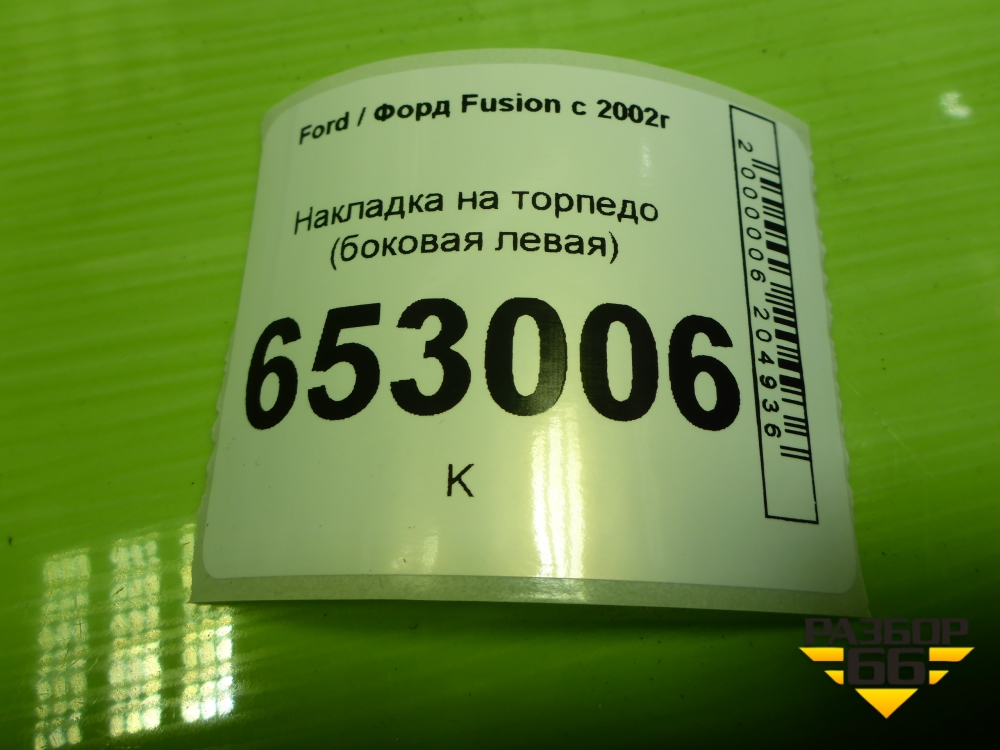 Ford / Форд Fusion с 2002г
Накладка на торпедо
(боковая левая)
653006
К
2000006204936
РАЗБОР
66